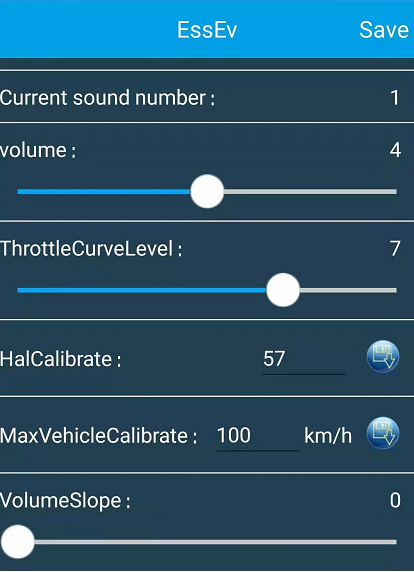 EssEv Save
Current sound number : 1
volume : 4
ThrottleCurveLevel : 7
HalCalibrate : 57
MaxVehicleCalibrate : 100 km/h
VolumeSlope : 0